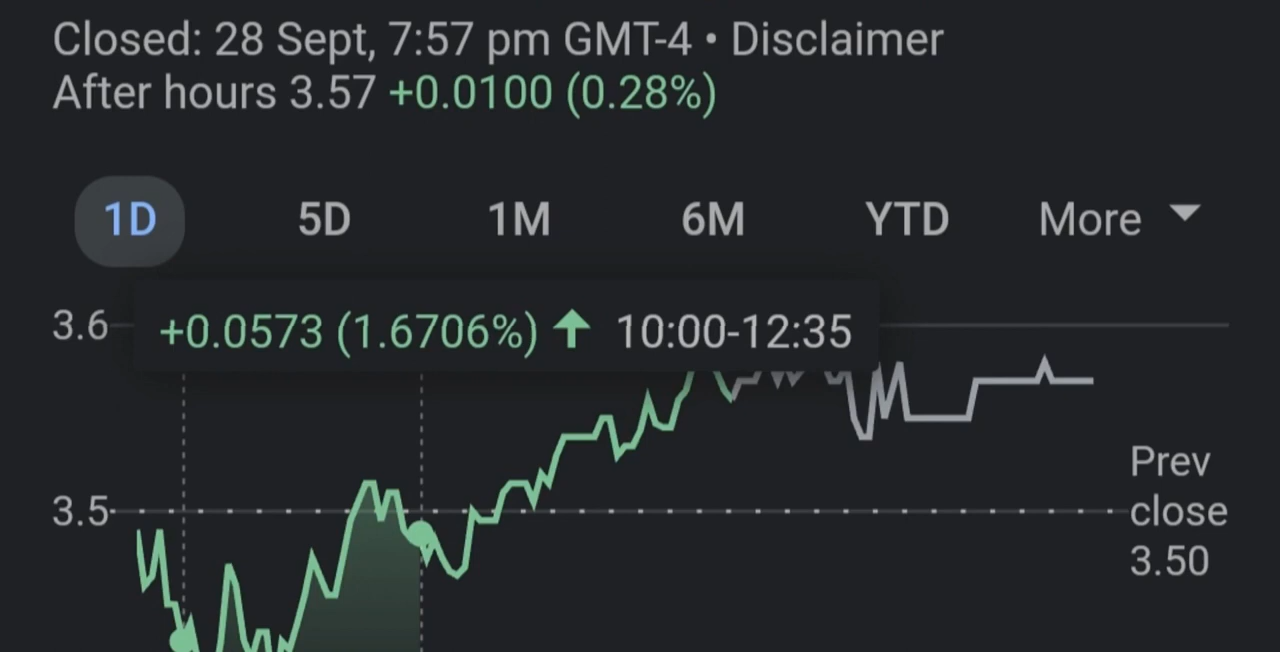 Closed: 28 Sept, 7:57 pm GMT-4 • Disclaimer
After hours 3.57 +0.0100 (0.28%)
1D 5D 1M 6M YTD More
3.6 +0.0573 (1.6706%) ↑ 10:00-12:35
3.5
Prev
close
3.50